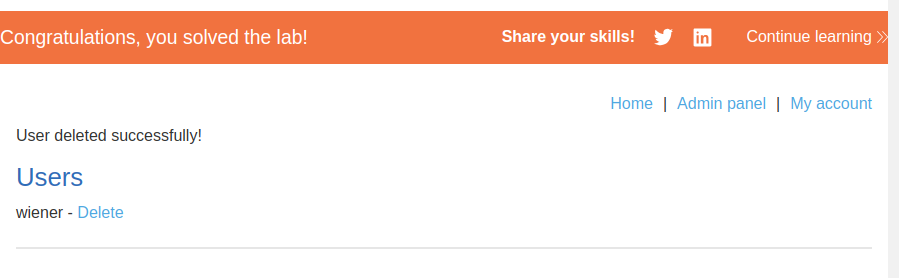 Congratulations, you solved the lab! Share your skills! Continue learning
Home | Admin panel | My account
User deleted successfully!
Users
wiener - Delete